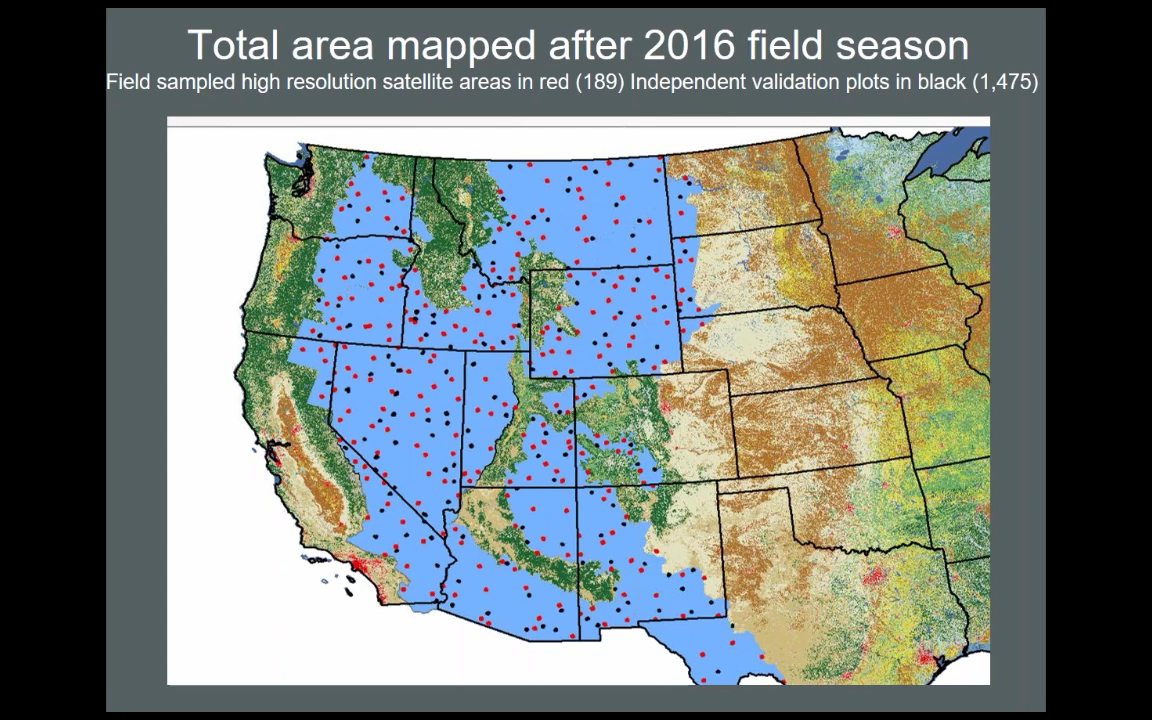 Total area mapped after 2016 field season
Field sampled high resolution satellite areas in red (189) Independent validation plots in black (1,475)